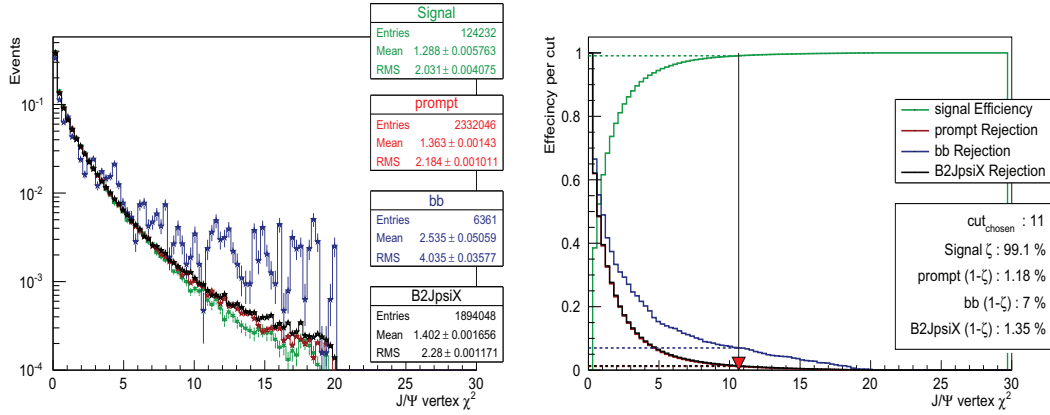 Signal
Entries 124232
Mean 1.288 ± 0.005763
RMS 2.031 ± 0.004075
prompt
Entries 2332046
Mean 1.363 ± 0.00143
RMS 2.184 ± 0.001011
bb
Entries 6361
Mean 2.535 ± 0.05059
RMS 4.035 ± 0.03577
B2JpsiX
Entries 1894048
Mean 1.402 ± 0.001656
RMS 2.28 ± 0.001171
Events
10⁻¹
10⁻²
10⁻³
10⁻⁴
0 5 10 15 20 25 30
J/Ψ vertex χ²
Effecincy per cut
1
0.8
0.6
0.4
0.2
0
0 5 10 15 20 25 30
J/Ψ vertex χ²
signal Efficiency
prompt Rejection
bb Rejection
B2JpsiX Rejection
cut_chosen : 11
Signal ζ : 99.1 %
prompt (1-ζ) : 1.18 %
bb (1-ζ) : 7 %
B2JpsiX (1-ζ) : 1.35 %